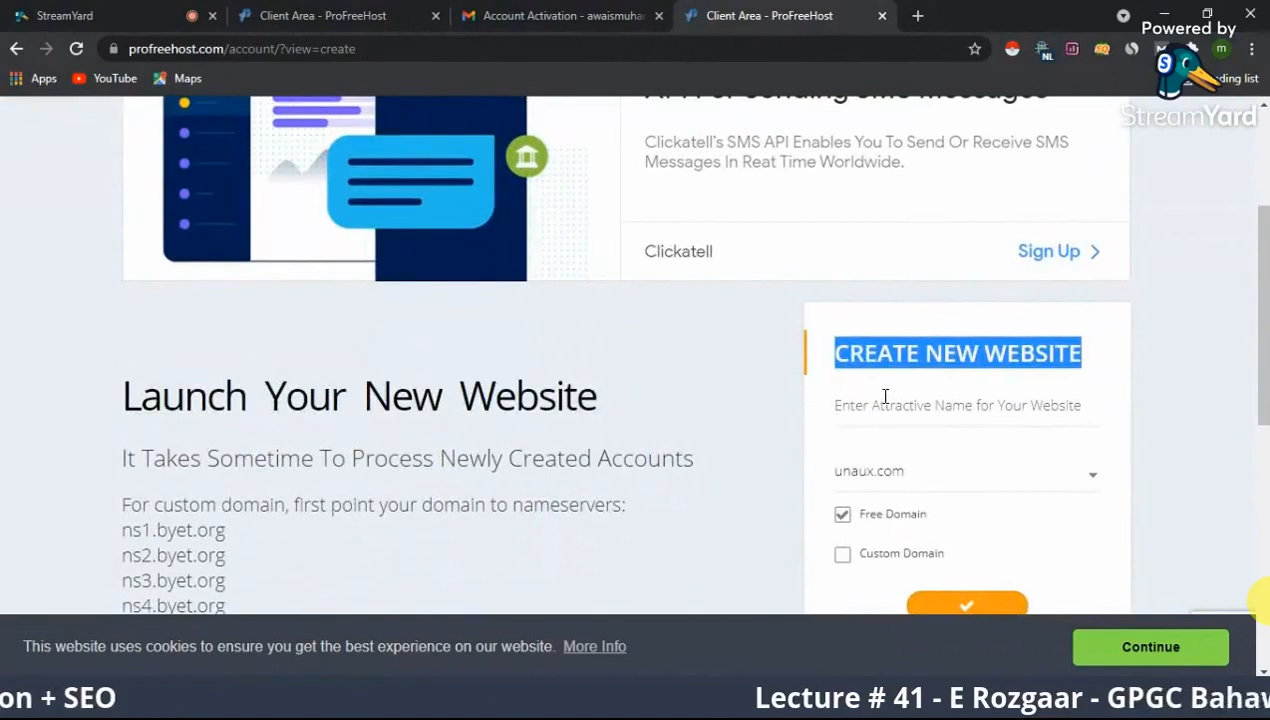 StreamYard
Client Area - ProFreeHost
Account Activation - awaismuha
Client Area - ProFreeHost
Powered by
profreehost.com/account/?view=create
NL
m
Apps
YouTube
Maps
ding list
S
StreamYard
Clickatell's SMS API Enables You To Send Or Receive SMS
Messages In Reat Time Worldwide.
Clickatell
Sign Up
CREATE NEW WEBSITE
Launch Your New Website
Enter Attractive Name for Your Website
It Takes Sometime To Process Newly Created Accounts
unaux.com
For custom domain, first point your domain to nameservers:
Free Domain
ns1.byet.org
ns2.byet.org
Custom Domain
ns3.byet.org
ns4.byet.org
This website uses cookies to ensure you get the best experience on our website. More Info
Continue
on + SEO
Lecture # 41 - E Rozgaar - GPGC Bahaw